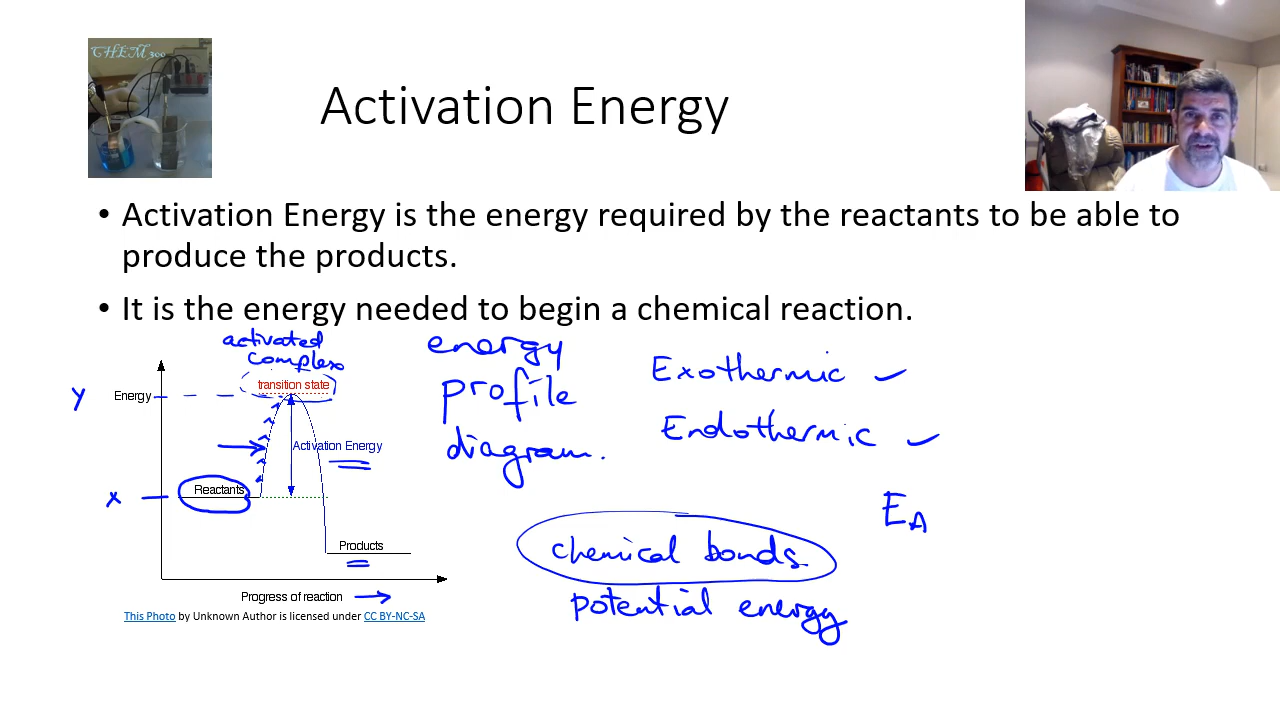 CHEM 300
Activation Energy
• Activation Energy is the energy required by the reactants to be able to
produce the products.
• It is the energy needed to begin a chemical reaction.
activated
complex
transition state
Y
Energy
Activation Energy
X
Reactants
Products
Progress of reaction
This Photo by Unknown Author is licensed under CC BY-NC-SA
energy
profile
diagram.
Exothermic ✓
Endothermic ✓
EA
chemical bonds
potential energy